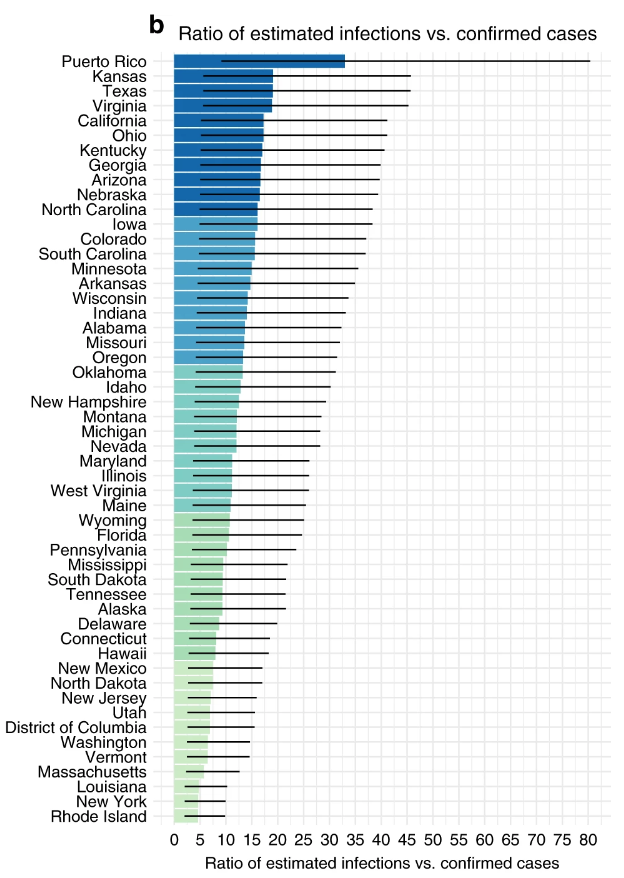 b Ratio of estimated infections vs. confirmed cases
Puerto Rico
Kansas
Texas
Virginia
California
Ohio
Kentucky
Georgia
Arizona
Nebraska
North Carolina
Iowa
Colorado
South Carolina
Minnesota
Arkansas
Wisconsin
Indiana
Alabama
Missouri
Oregon
Oklahoma
Idaho
New Hampshire
Montana
Michigan
Nevada
Maryland
Illinois
West Virginia
Maine
Wyoming
Florida
Pennsylvania
Mississippi
South Dakota
Tennessee
Alaska
Delaware
Connecticut
Hawaii
New Mexico
North Dakota
New Jersey
Utah
District of Columbia
Washington
Vermont
Massachusetts
Louisiana
New York
Rhode Island
0 5 10 15 20 25 30 35 40 45 50 55 60 65 70 75 80
Ratio of estimated infections vs. confirmed cases